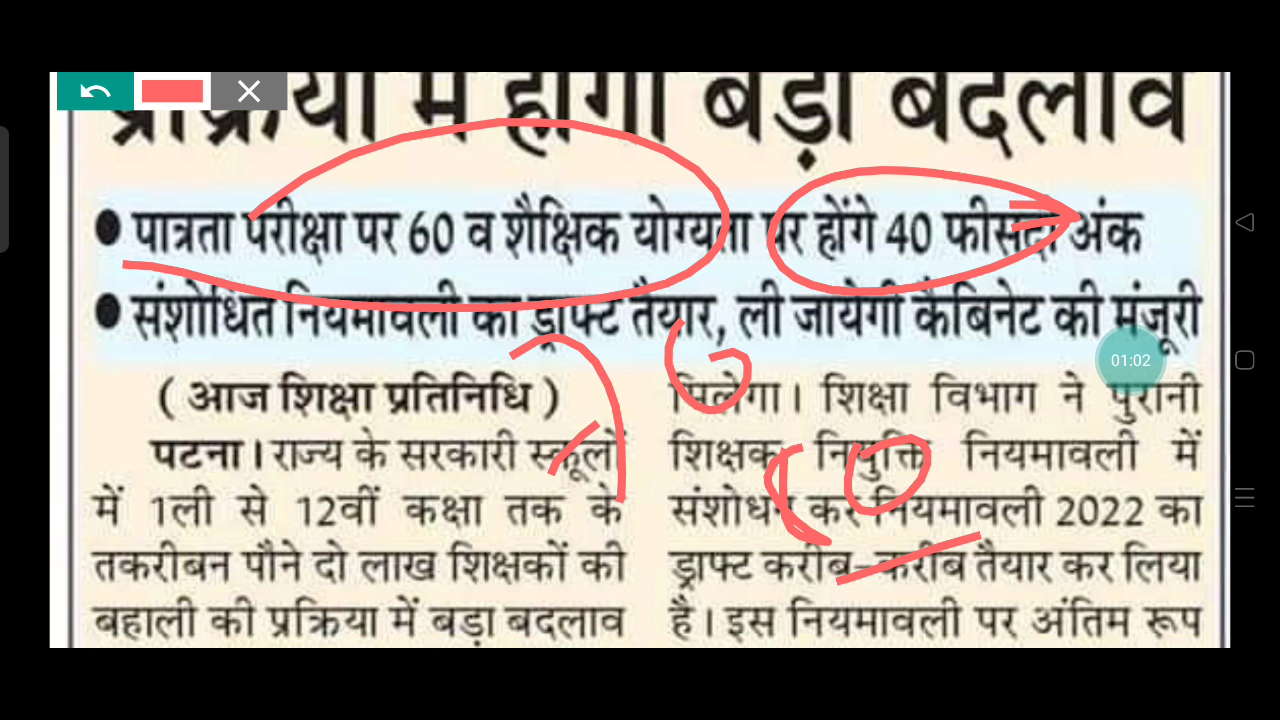 प्रक्रिया में होगा बड़ा बदलाव
● पात्रता परीक्षा पर 60 व शैक्षिक योग्यता पर होंगे 40 फीसदी अंक
● संशोधित नियमावली का ड्राफ्ट तैयार, ली जायेगी कैबिनेट की मंजूरी
( आज शिक्षा प्रतिनिधि )
पटना। राज्य के सरकारी स्कूलों
में 1ली से 12वीं कक्षा तक के
तकरीबन पौने दो लाख शिक्षकों की
बहाली की प्रक्रिया में बड़ा बदलाव
मिलेगा। शिक्षा विभाग ने पुरानी
शिक्षक नियुक्ति नियमावली में
संशोधन कर नियमावली 2022 का
ड्राफ्ट करीब-करीब तैयार कर लिया
है। इस नियमावली पर अंतिम रूप
01:02